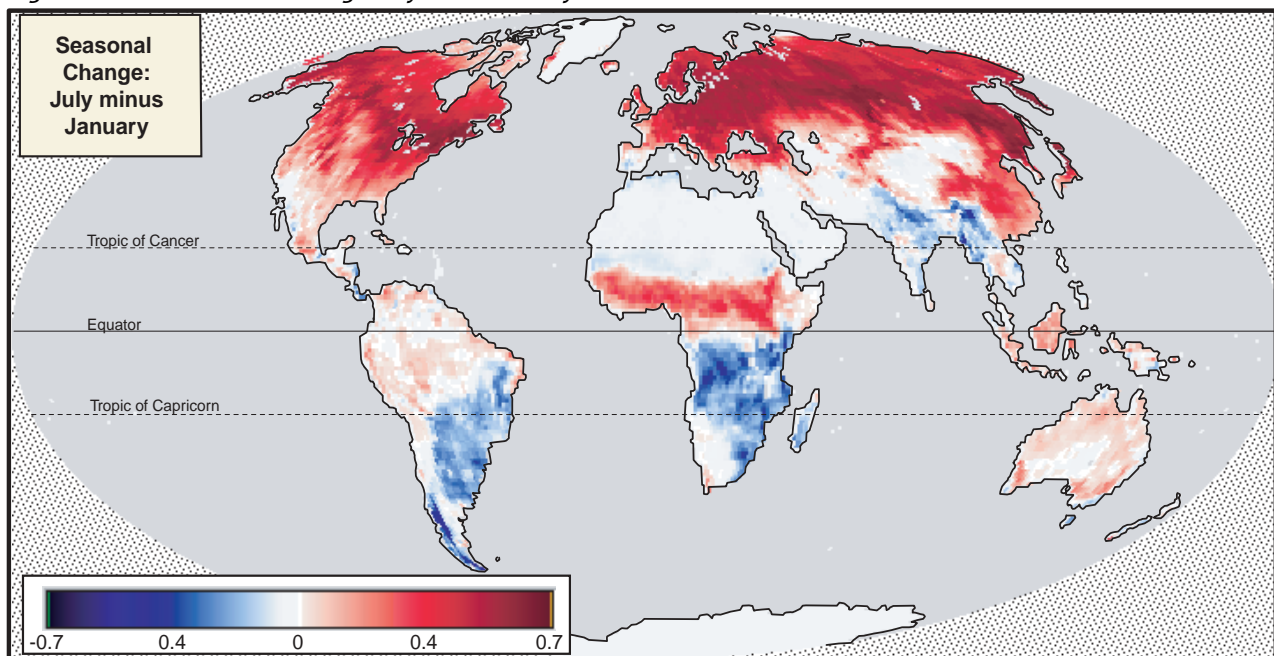 Seasonal
Change:
July minus
January
Tropic of Cancer
Equator
Tropic of Capricorn
-0.7 0.4 0 0.4 0.7